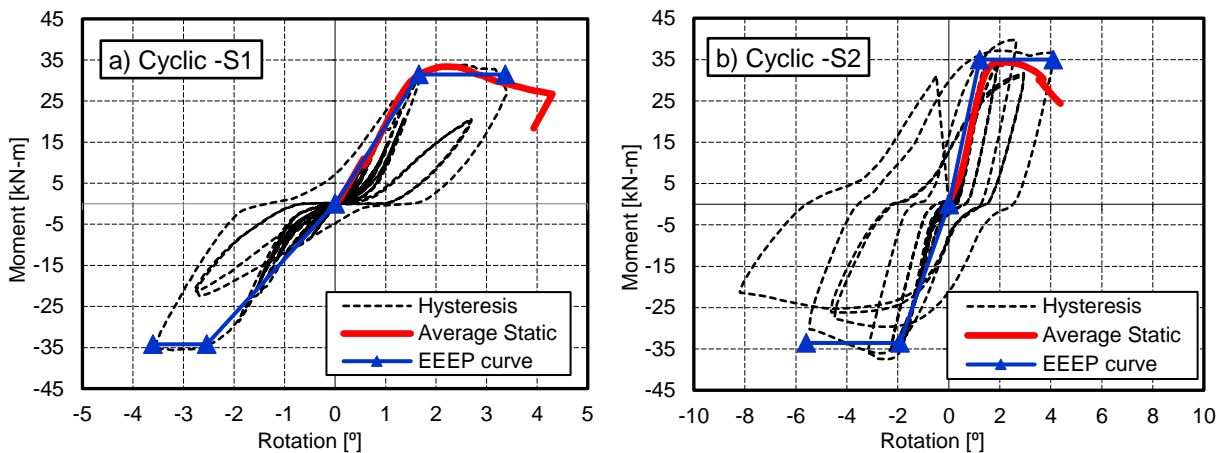 a) Cyclic -S1
Moment [kN-m]
45
35
25
15
5
-5
-15
-25
-35
-45
Hysteresis
Average Static
EEEP curve
-5 -4 -3 -2 -1 0 1 2 3 4 5
Rotation [º]
b) Cyclic -S2
Moment [kN-m]
45
35
25
15
5
-5
-15
-25
-35
-45
Hysteresis
Average Static
EEEP curve
-10 -8 -6 -4 -2 0 2 4 6 8 10
Rotation [º]